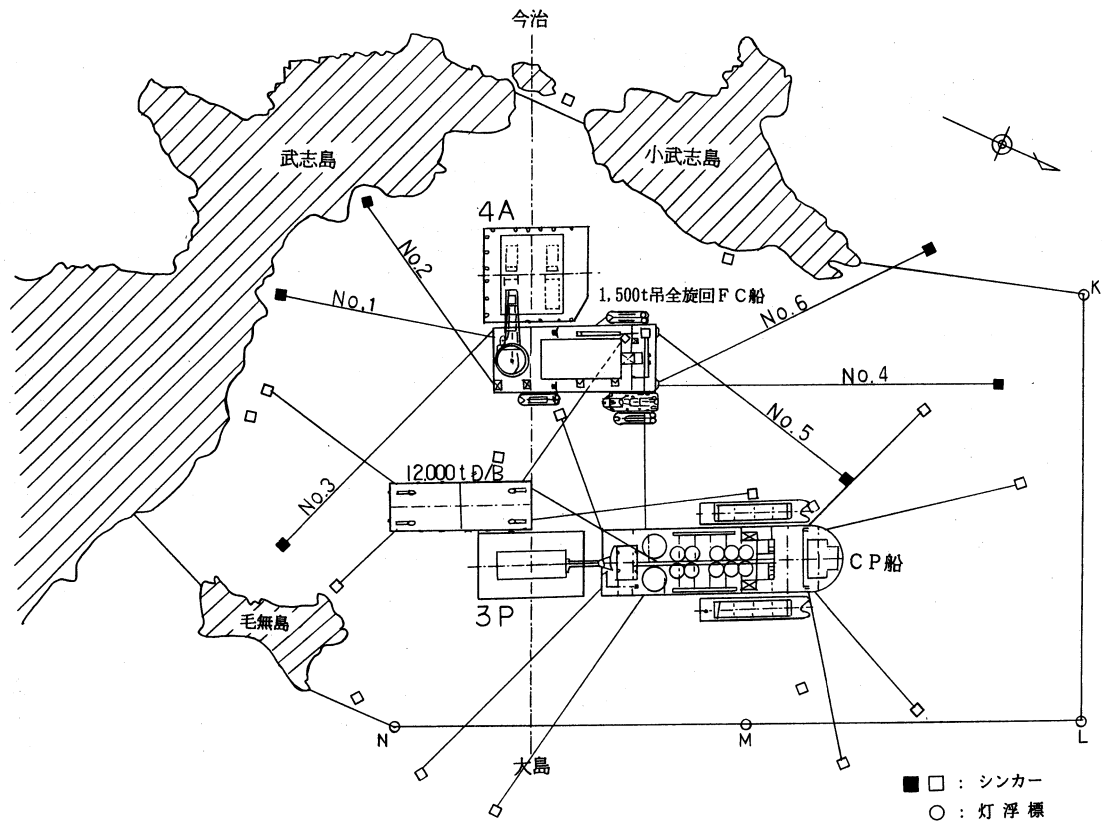 今治
武志島
小武志島
4A
No.2
1,500t吊全旋回FC船
K
No.1
No.6
No.4
No.5
12,000t D/B
No.3
CP船
3P
毛無島
N
M
L
大島
■ □ : シンカー
○ : 灯浮標